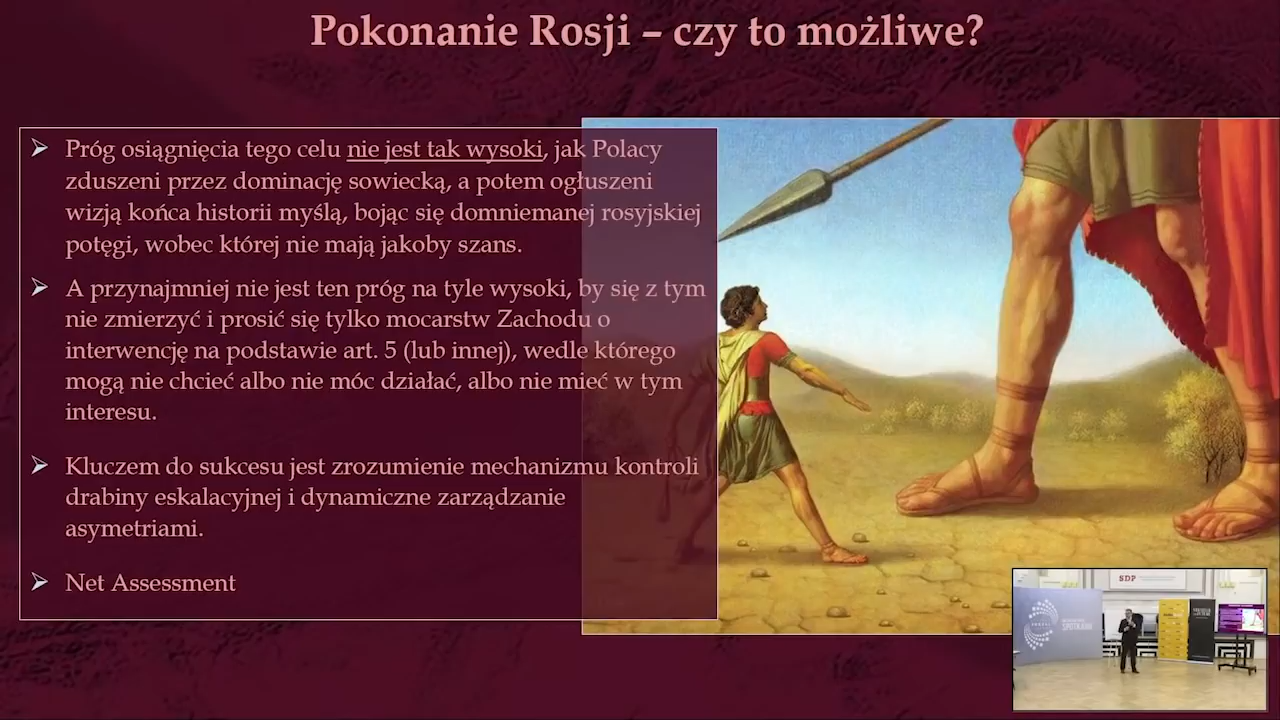 Pokonanie Rosji – czy to możliwe?
Próg osiągnięcia tego celu nie jest tak wysoki, jak Polacy
zduszeni przez dominację sowiecką, a potem ogłuszeni
wizją końca historii myślą, bojąc się domniemanej rosyjskiej
potęgi, wobec której nie mają jakoby szans.
A przynajmniej nie jest ten próg na tyle wysoki, by się z tym
nie zmierzyć i prosić się tylko mocarstw Zachodu o
interwencję na podstawie art. 5 (lub innej), wedle którego
mogą nie chcieć albo nie móc działać, albo nie mieć w tym
interesu.
Kluczem do sukcesu jest zrozumienie mechanizmu kontroli
drabiny eskalacyjnej i dynamiczne zarządzanie
asymetriami.
Net Assessment
SDP